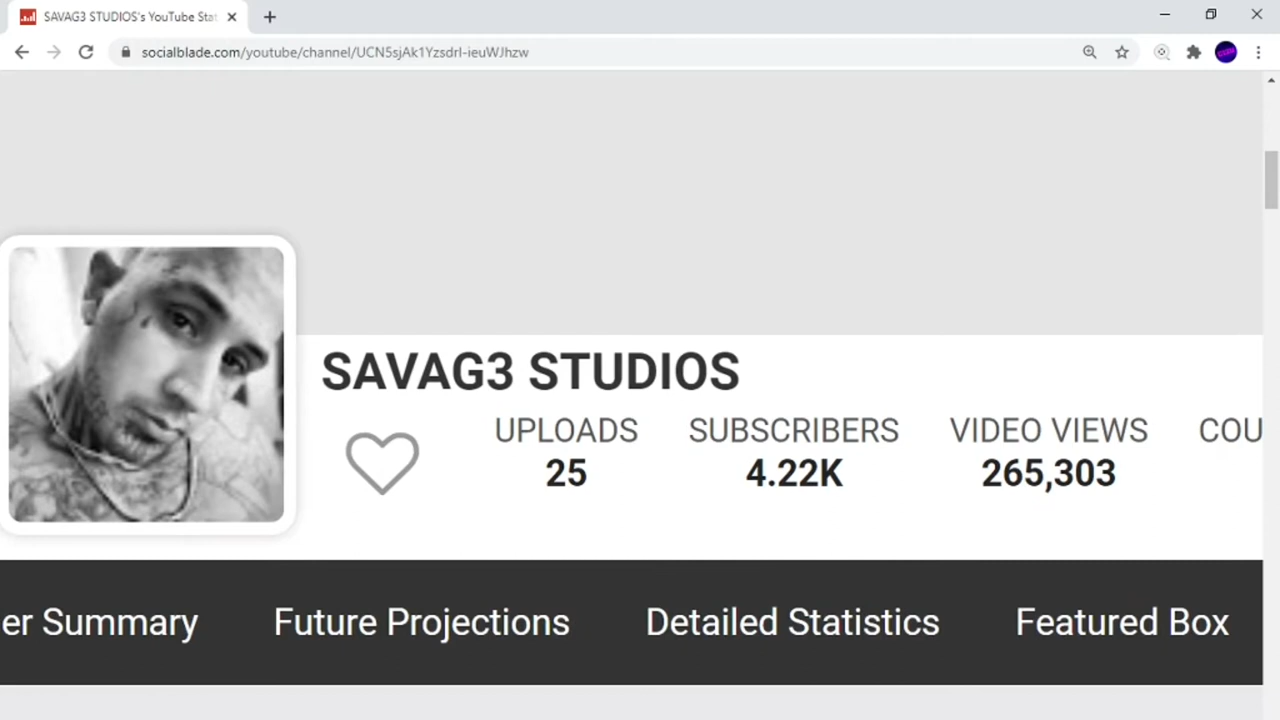 SAVAG3 STUDIOS's YouTube Stat
socialblade.com/youtube/channel/UCN5sjAk1Yzsdrl-ieuWJhzw
SAVAG3 STUDIOS
UPLOADS SUBSCRIBERS VIDEO VIEWS COU
25 4.22K 265,303
er Summary Future Projections Detailed Statistics Featured Box